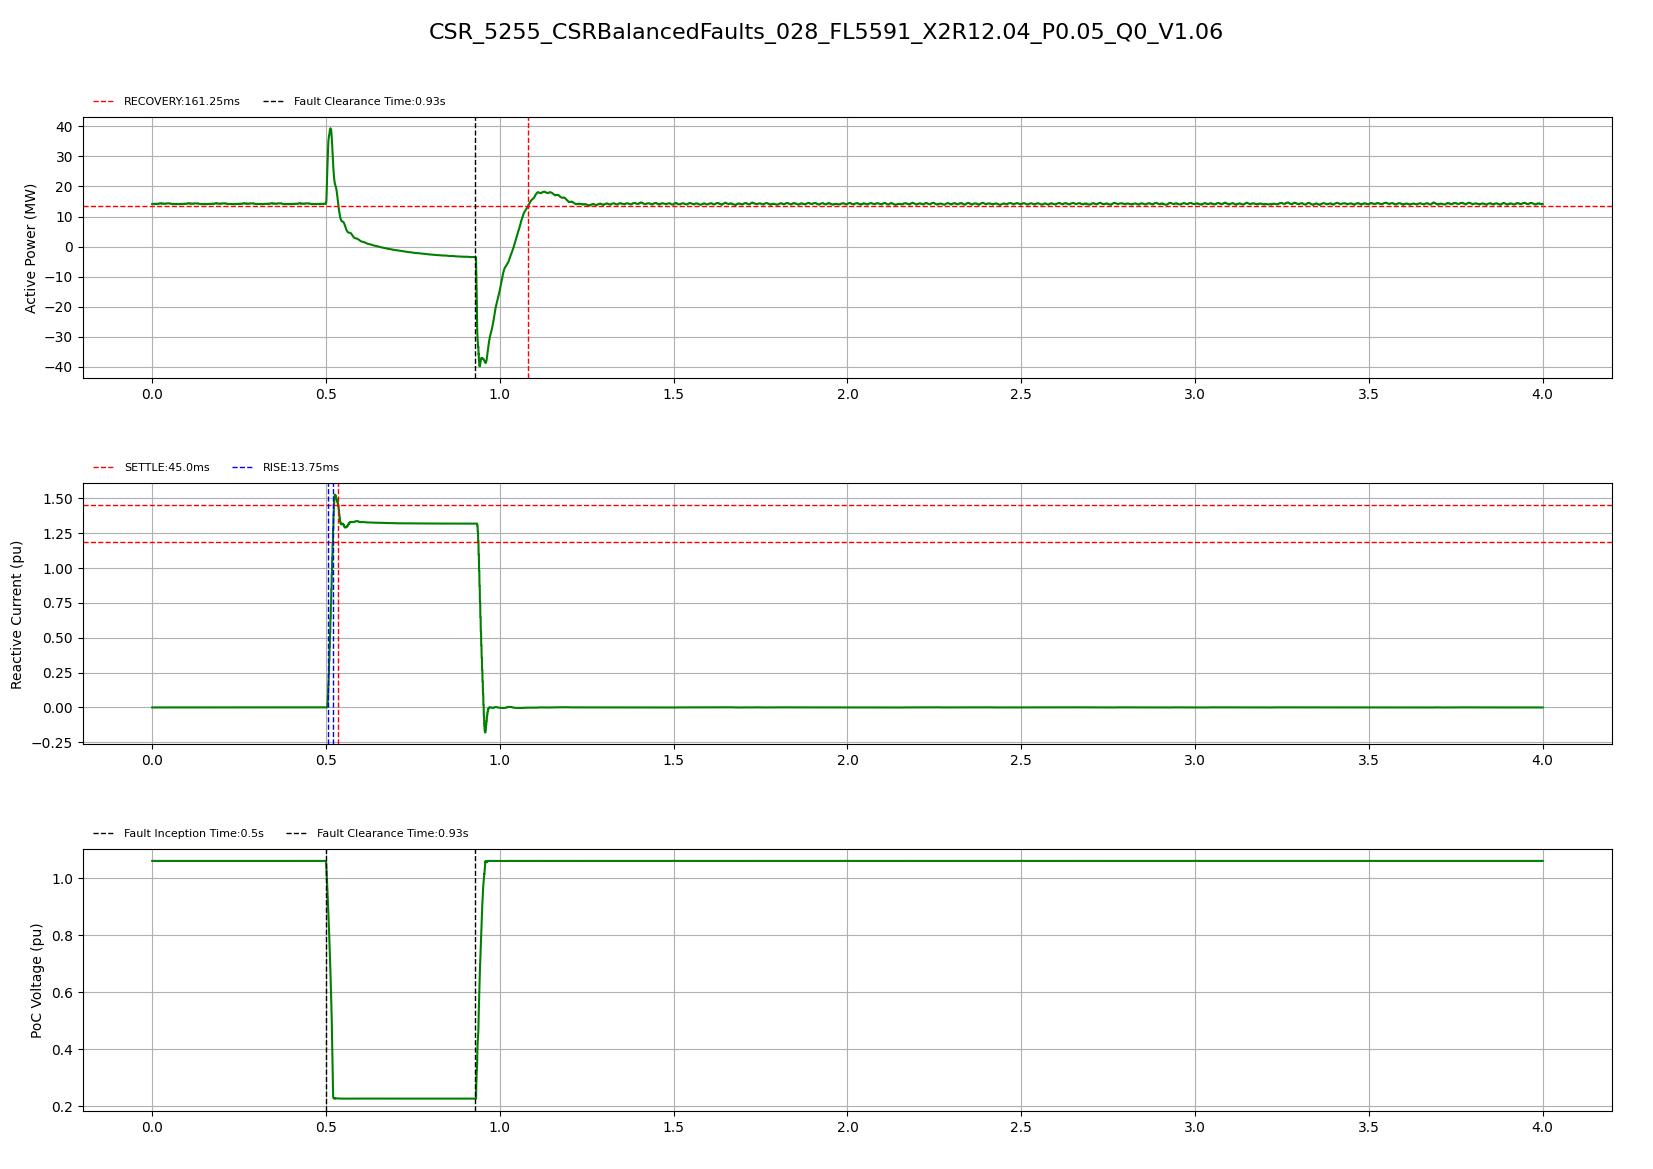 CSR_5255_CSRBalancedFaults_028_FL5591_X2R12.04_P0.05_Q0_V1.06
RECOVERY:161.25ms Fault Clearance Time:0.93s
Active Power (MW)
40
30
20
10
0
−10
−20
−30
−40
0.0 0.5 1.0 1.5 2.0 2.5 3.0 3.5 4.0
SETTLE:45.0ms RISE:13.75ms
Reactive Current (pu)
1.50
1.25
1.00
0.75
0.50
0.25
0.00
−0.25
0.0 0.5 1.0 1.5 2.0 2.5 3.0 3.5 4.0
Fault Inception Time:0.5s Fault Clearance Time:0.93s
PoC Voltage (pu)
1.0
0.8
0.6
0.4
0.2
0.0 0.5 1.0 1.5 2.0 2.5 3.0 3.5 4.0